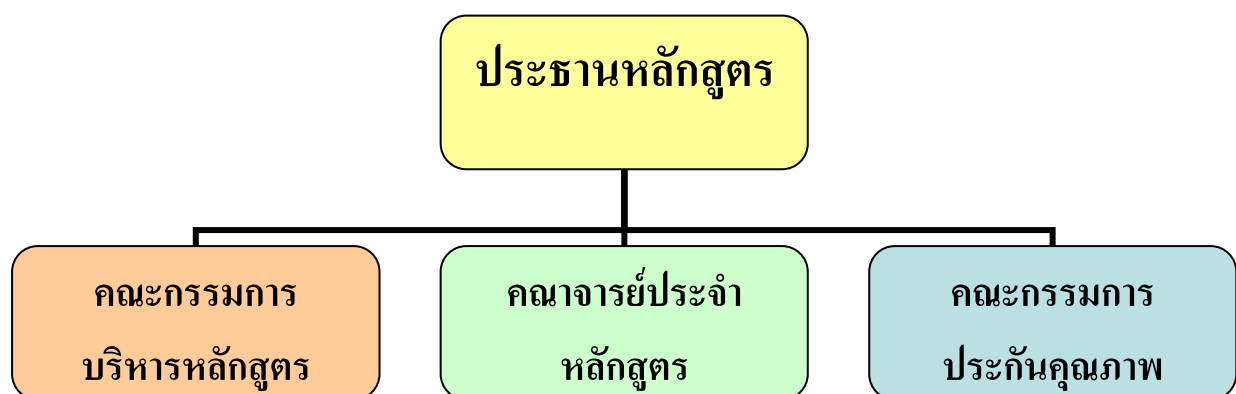 ประธานหลักสูตร
คณะกรรมการ
บริหารหลักสูตร
คณาจารย์ประจำ
หลักสูตร
คณะกรรมการ
ประกันคุณภาพ